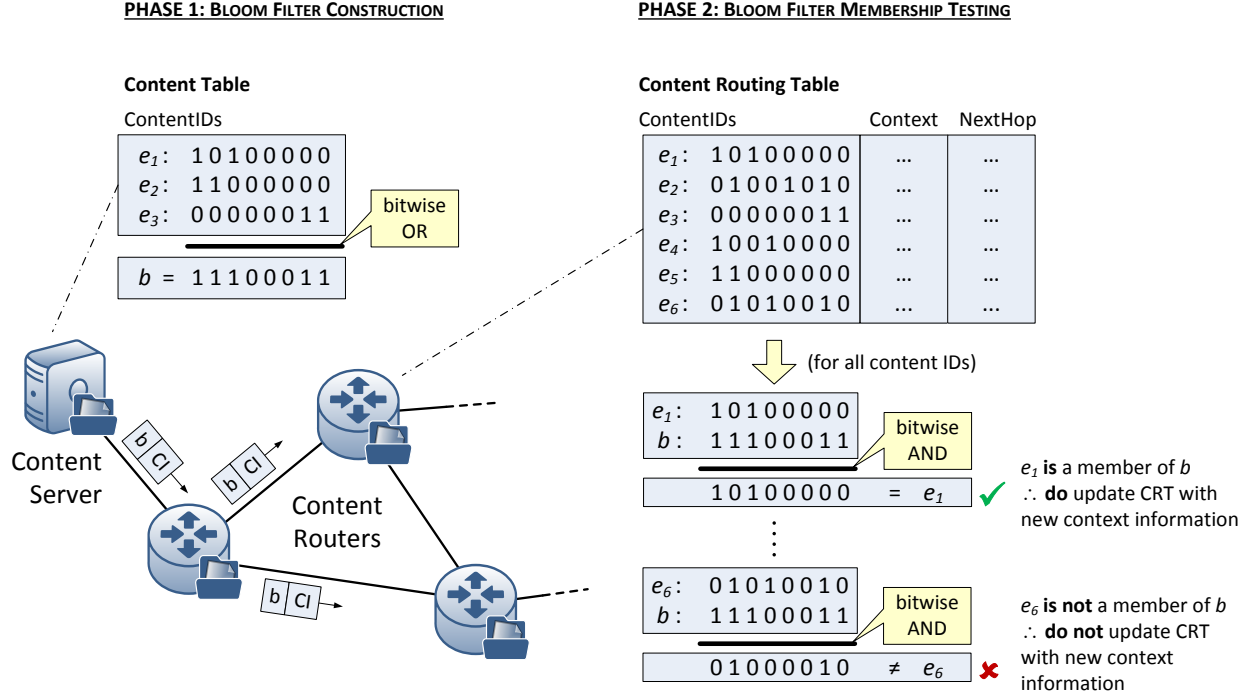 PHASE 1: BLOOM FILTER CONSTRUCTION
PHASE 2: BLOOM FILTER MEMBERSHIP TESTING
Content Table
ContentIDs
e1: 10100000
e2: 11000000
e3: 00000011
bitwise
OR
b = 11100011
Content
Server
b CI
b CI
b CI
Content
Routers
Content Routing Table
ContentIDs Context NextHop
e1: 10100000 ... ...
e2: 01001010 ... ...
e3: 00000011 ... ...
e4: 10010000 ... ...
e5: 11000000 ... ...
e6: 01010010 ... ...
(for all content IDs)
e1: 10100000
b: 11100011
bitwise
AND
10100000 = e1
e1 is a member of b
∴ do update CRT with
new context information
e6: 01010010
b: 11100011
bitwise
AND
01000010 ≠ e6
e6 is not a member of b
∴ do not update CRT
with new context
information